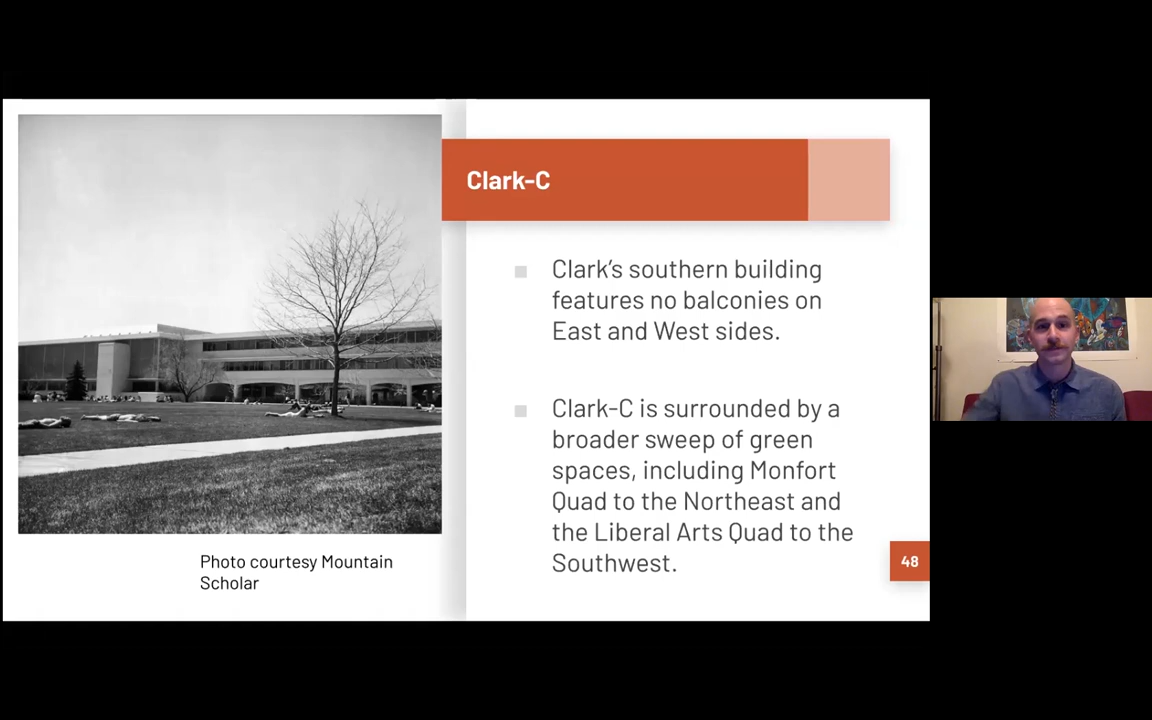 Clark-C
Clark's southern building
features no balconies on
East and West sides.
Clark-C is surrounded by a
broader sweep of green
spaces, including Monfort
Quad to the Northeast and
the Liberal Arts Quad to the
Southwest.
Photo courtesy Mountain
Scholar
48